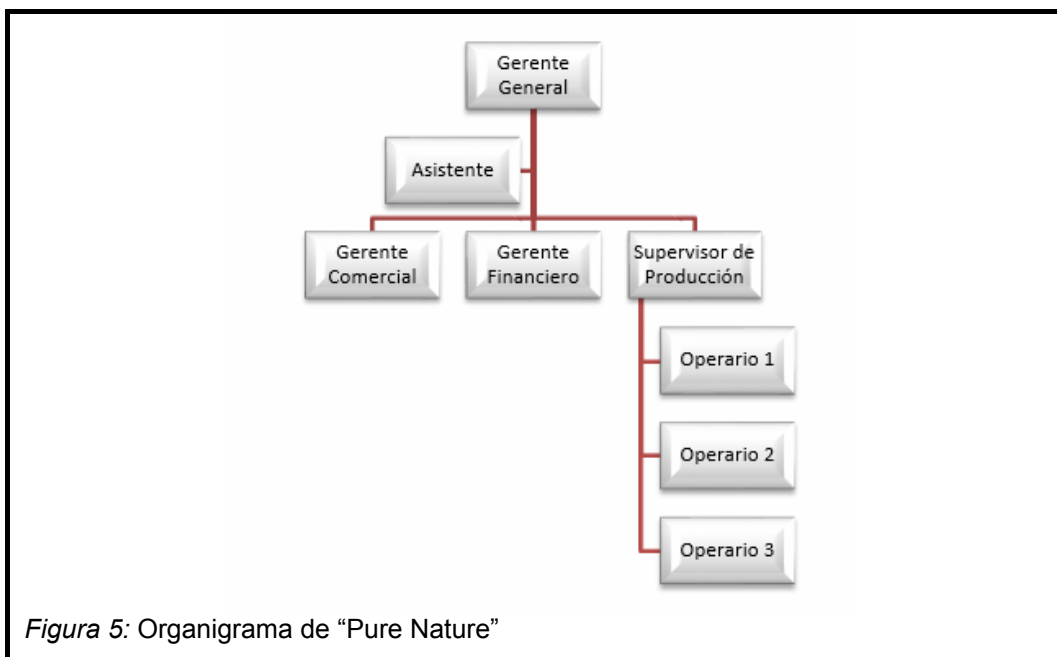 Gerente
General
Asistente
Gerente
Comercial
Gerente
Financiero
Supervisor de
Producción
Operario 1
Operario 2
Operario 3
Figura 5: Organigrama de “Pure Nature”